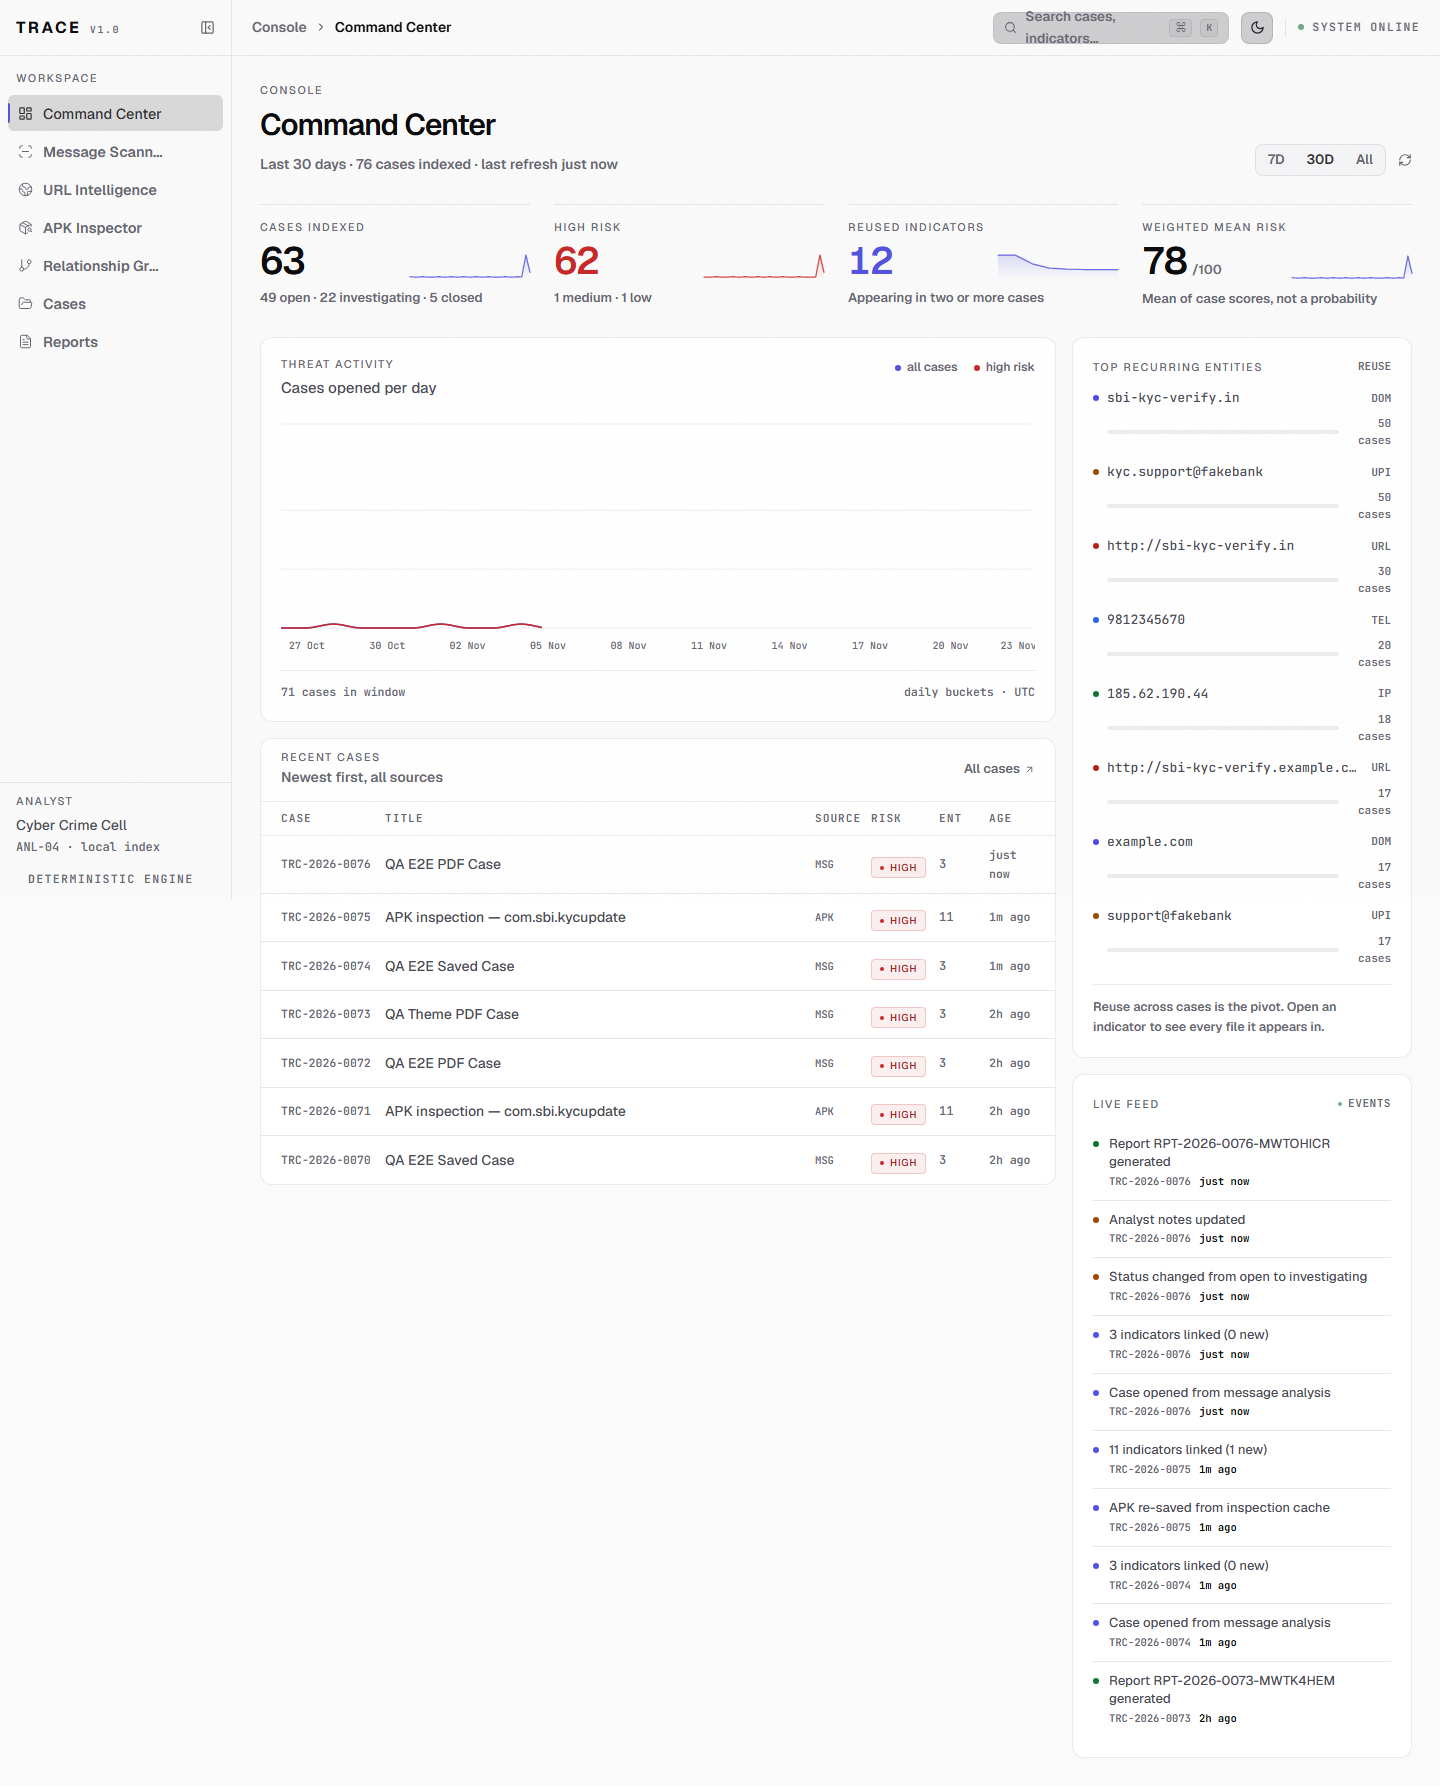 TRACE V1.0
WORKSPACE
Command Center
Message Scann...
URL Intelligence
APK Inspector
Relationship Gr...
Cases
Reports
ANALYST
Cyber Crime Cell
ANL-04 · local index
DETERMINISTIC ENGINE
Console > Command Center
Search cases,
indicators...
⌘ K
SYSTEM ONLINE
CONSOLE
Command Center
Last 30 days · 76 cases indexed · last refresh just now
7D 30D All
CASES INDEXED
63
49 open · 22 investigating · 5 closed
HIGH RISK
62
1 medium · 1 low
REUSED INDICATORS
12
Appearing in two or more cases
WEIGHTED MEAN RISK
78 /100
Mean of case scores, not a probability
THREAT ACTIVITY
Cases opened per day
all cases high risk
27 Oct 30 Oct 02 Nov 05 Nov 08 Nov 11 Nov 14 Nov 17 Nov 20 Nov 23 Nov
71 cases in window daily buckets · UTC
RECENT CASES
Newest first, all sources
All cases
CASE TITLE SOURCE RISK ENT AGE
TRC-2026-0076 QA E2E PDF Case MSG HIGH 3 just
now
TRC-2026-0075 APK inspection — com.sbi.kycupdate APK HIGH 11 1m ago
TRC-2026-0074 QA E2E Saved Case MSG HIGH 3 1m ago
TRC-2026-0073 QA Theme PDF Case MSG HIGH 3 2h ago
TRC-2026-0072 QA E2E PDF Case MSG HIGH 3 2h ago
TRC-2026-0071 APK inspection — com.sbi.kycupdate APK HIGH 11 2h ago
TRC-2026-0070 QA E2E Saved Case MSG HIGH 3 2h ago
TOP RECURRING ENTITIES REUSE
sbi-kyc-verify.in DOM
50
cases
kyc.support@fakebank UPI
50
cases
http://sbi-kyc-verify.in URL
30
cases
9812345670 TEL
20
cases
185.62.190.44 IP
18
cases
http://sbi-kyc-verify.example.c... URL
17
cases
example.com DOM
17
cases
support@fakebank UPI
17
cases
Reuse across cases is the pivot. Open an
indicator to see every file it appears in.
LIVE FEED EVENTS
Report RPT-2026-0076-MWTOHICR
generated
TRC-2026-0076 just now
Analyst notes updated
TRC-2026-0076 just now
Status changed from open to investigating
TRC-2026-0076 just now
3 indicators linked (0 new)
TRC-2026-0076 just now
Case opened from message analysis
TRC-2026-0076 just now
11 indicators linked (1 new)
TRC-2026-0075 1m ago
APK re-saved from inspection cache
TRC-2026-0075 1m ago
3 indicators linked (0 new)
TRC-2026-0074 1m ago
Case opened from message analysis
TRC-2026-0074 1m ago
Report RPT-2026-0073-MWTK4HEM
generated
TRC-2026-0073 2h ago